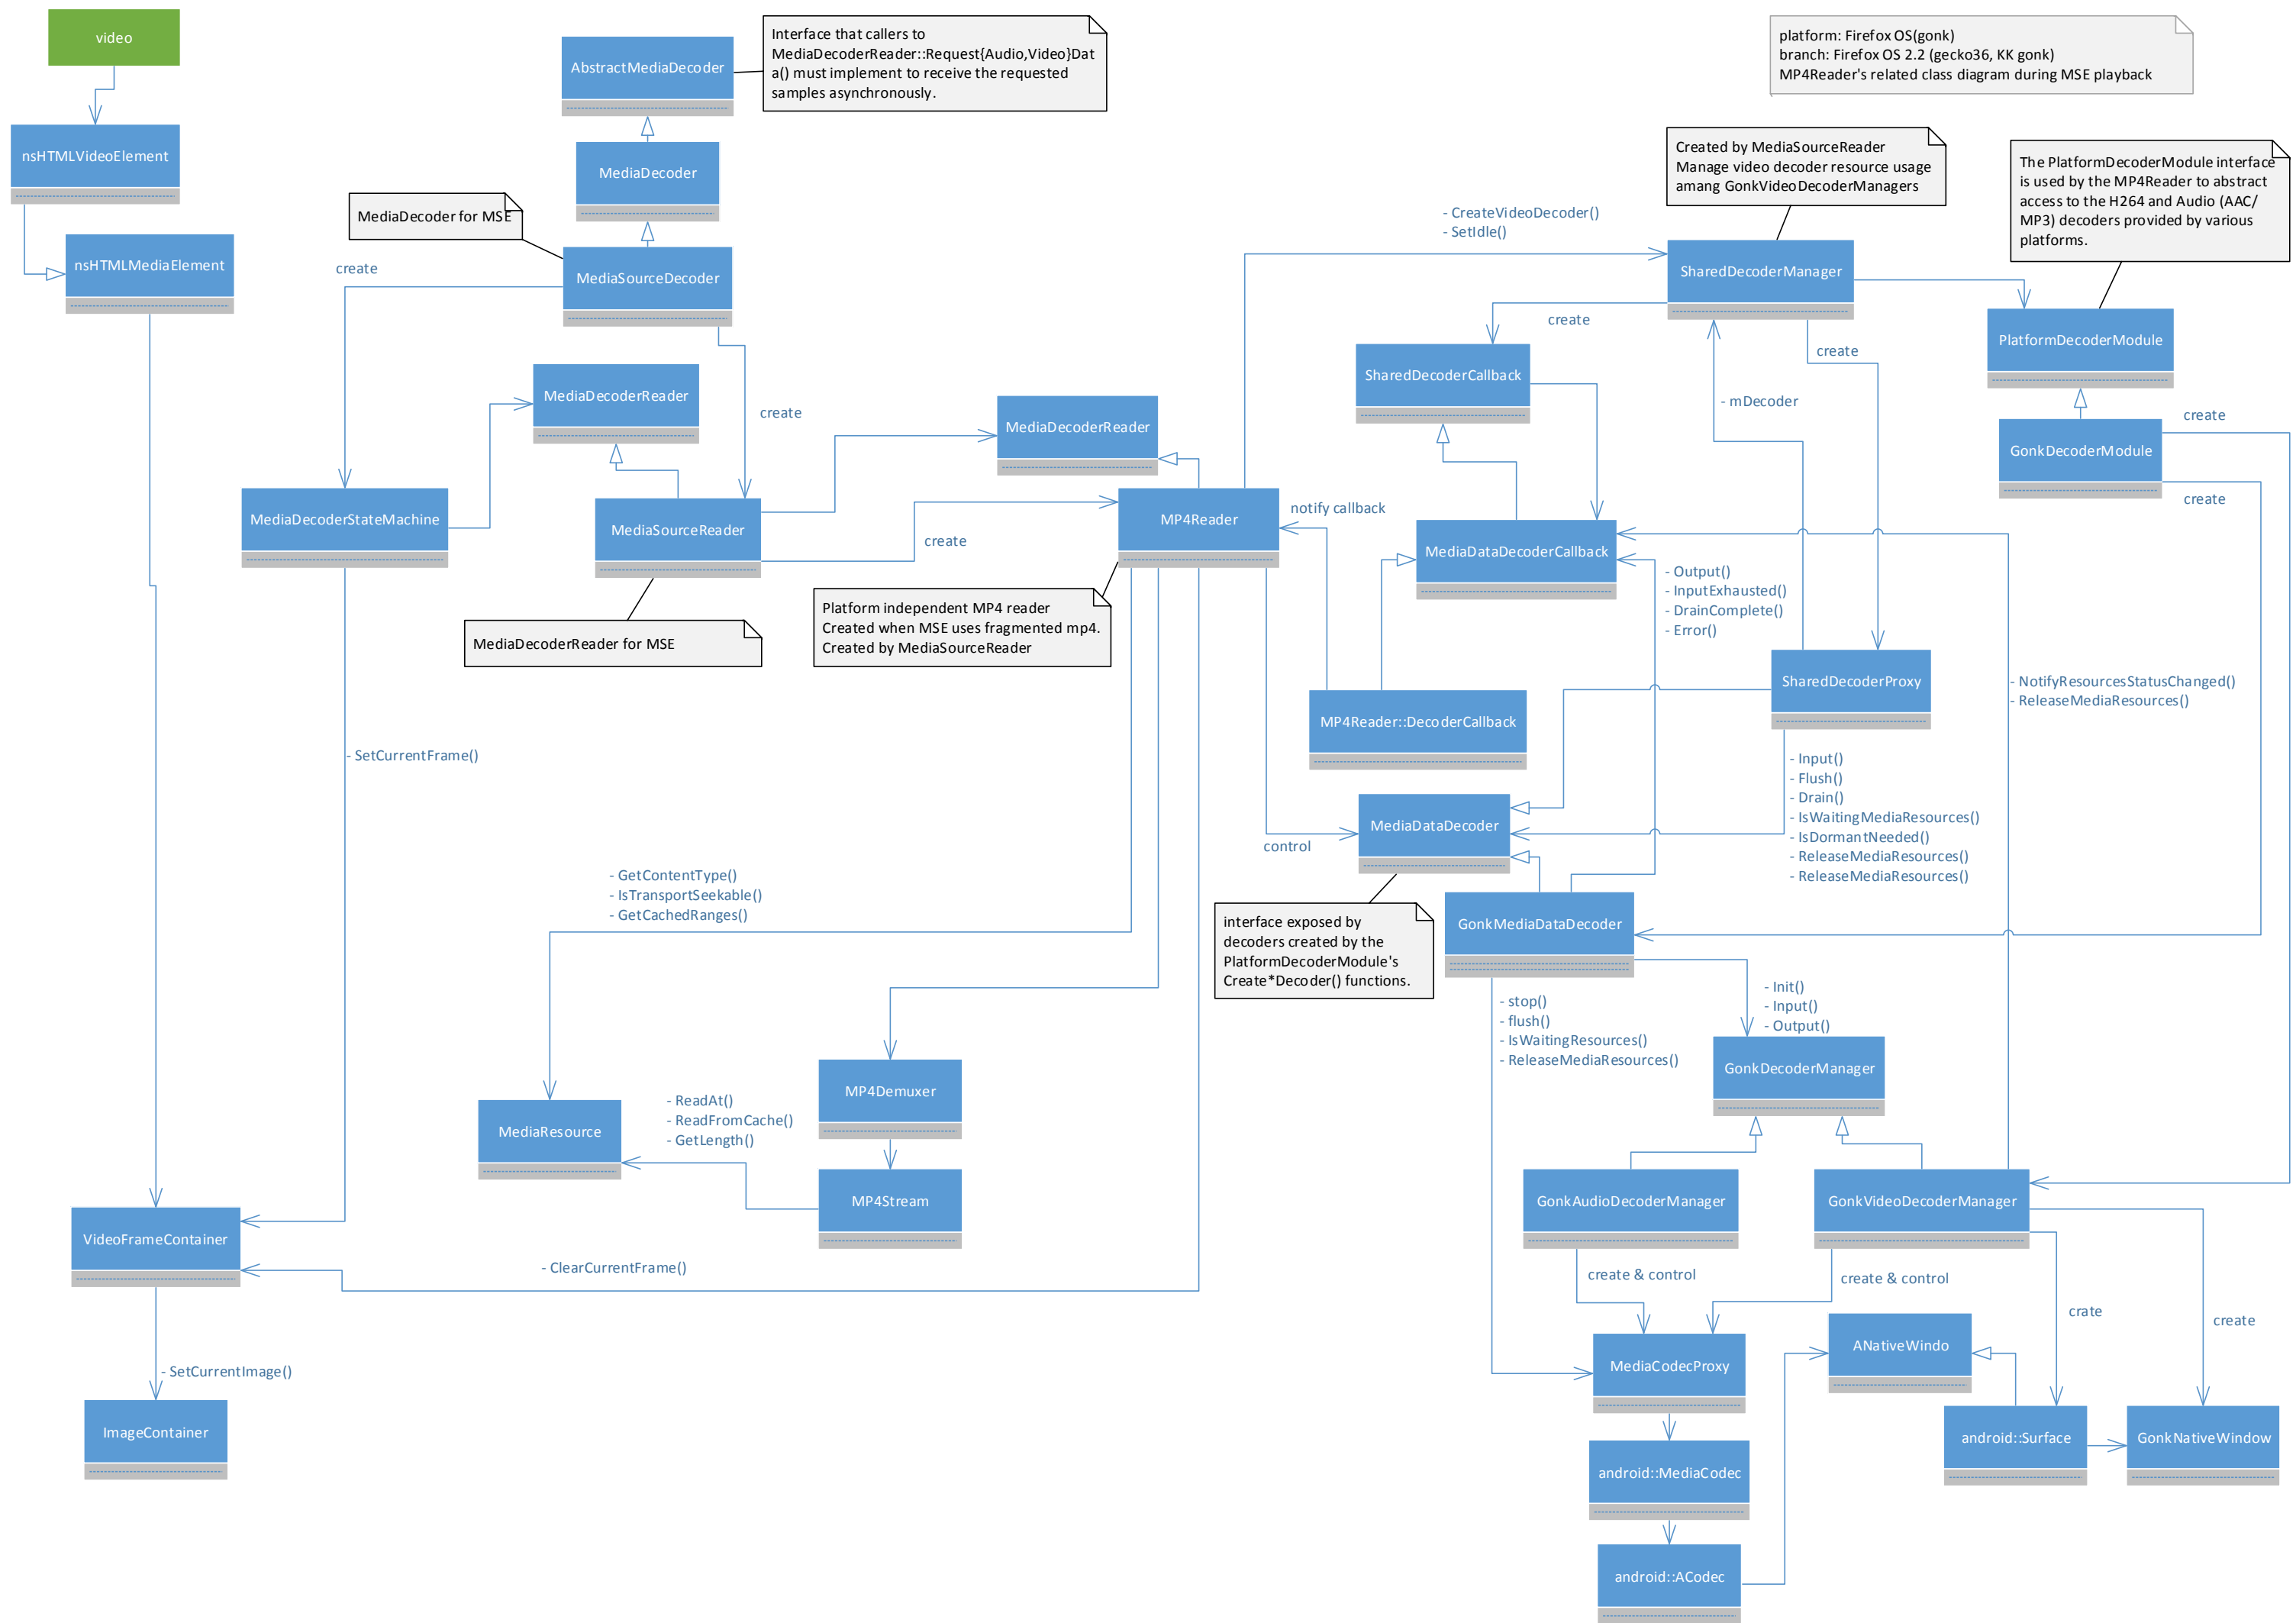 video
nsHTMLVideoElement
nsHTMLMediaElement
AbstractMediaDecoder
Interface that callers to
MediaDecoderReader::Request{Audio,Video}Dat
a() must implement to receive the requested
samples asynchronously.
MediaDecoder
MediaDecoder for MSE
MediaSourceDecoder
create
create
platform: Firefox OS(gonk)
branch: Firefox OS 2.2 (gecko36, KK gonk)
MP4Reader's related class diagram during MSE playback
Created by MediaSourceReader
Manage video decoder resource usage
amang GonkVideoDecoderManagers
The PlatformDecoderModule interface
is used by the MP4Reader to abstract
access to the H264 and Audio (AAC/
MP3) decoders provided by various
platforms.
- CreateVideoDecoder()
- SetIdle()
SharedDecoderManager
create
create
PlatformDecoderModule
SharedDecoderCallback
- mDecoder
GonkDecoderModule
create
create
MediaDecoderReader
MediaDecoderReader
MediaDecoderStateMachine
MediaSourceReader
create
MP4Reader
notify callback
MediaDataDecoderCallback
- Output()
- InputExhausted()
- DrainComplete()
- Error()
MediaDecoderReader for MSE
Platform independent MP4 reader
Created when MSE uses fragmented mp4.
Created by MediaSourceReader
MP4Reader::DecoderCallback
SharedDecoderProxy
- NotifyResourcesStatusChanged()
- ReleaseMediaResources()
- SetCurrentFrame()
- Input()
- Flush()
- Drain()
- IsWaitingMediaResources()
- IsDormantNeeded()
- ReleaseMediaResources()
- ReleaseMediaResources()
MediaDataDecoder
control
- GetContentType()
- IsTransportSeekable()
- GetCachedRanges()
interface exposed by
decoders created by the
PlatformDecoderModule's
Create*Decoder() functions.
GonkMediaDataDecoder
- stop()
- flush()
- IsWaitingResources()
- ReleaseMediaResources()
- Init()
- Input()
- Output()
GonkDecoderManager
MP4Demuxer
MediaResource
- ReadAt()
- ReadFromCache()
- GetLength()
MP4Stream
GonkAudioDecoderManager
GonkVideoDecoderManager
VideoFrameContainer
- ClearCurrentFrame()
create & control
create & control
crate
create
- SetCurrentImage()
ImageContainer
MediaCodecProxy
ANativeWindo
android::Surface
GonkNativeWindow
android::MediaCodec
android::ACodec